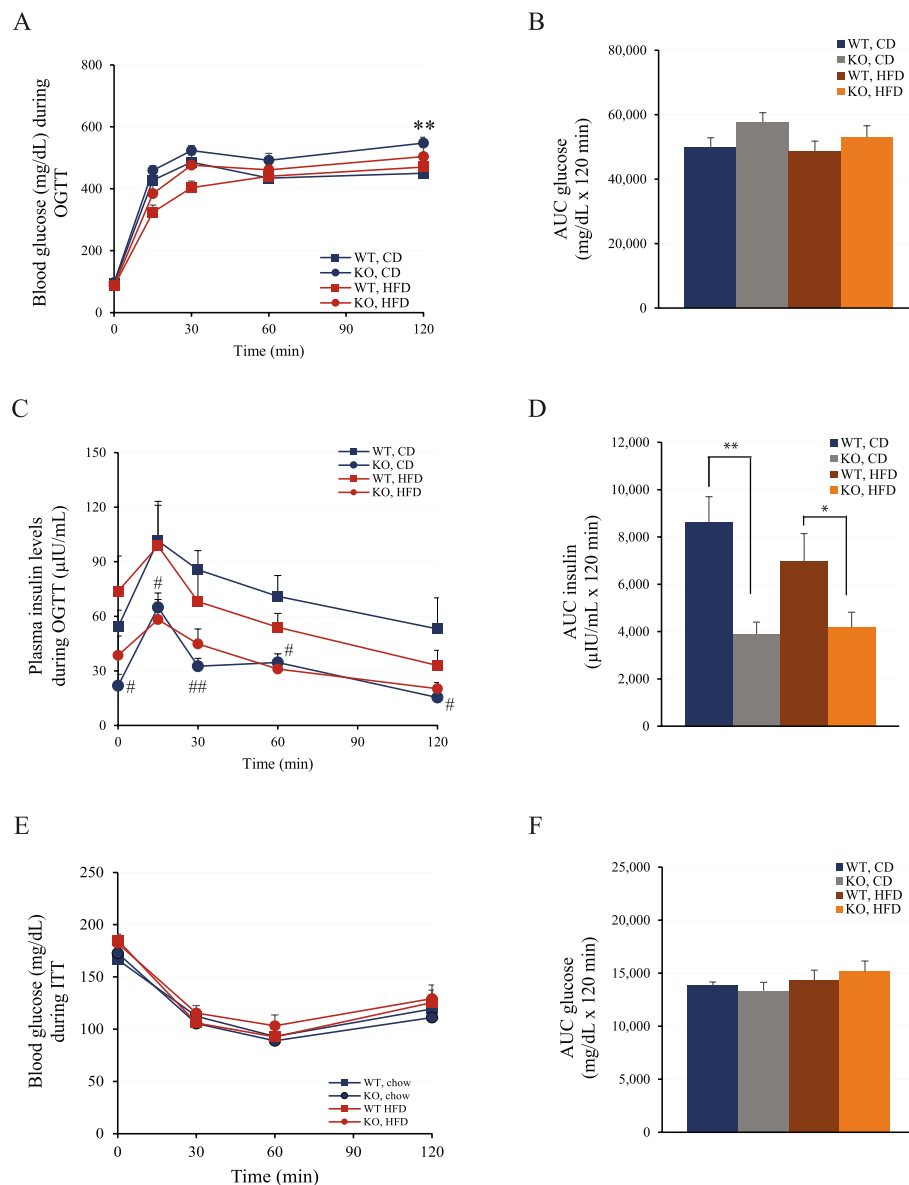 A
Blood glucose (mg/dL) during
OGTT
800
600
400
200
0
0
30
60
90
120
Time (min)
**
WT, CD
KO, CD
WT, HFD
KO, HFD
B
AUC glucose
(mg/dL x 120 min)
80,000
60,000
40,000
20,000
0
WT, CD
KO, CD
WT, HFD
KO, HFD
C
Plasma insulin levels
during OGTT (µIU/mL)
150
120
90
60
30
0
0
30
60
90
120
Time (min)
WT, CD
KO, CD
WT, HFD
KO, HFD
#
#
##
#
#
D
AUC insulin
(µIU/mL x 120 min)
12,000
10,000
8,000
6,000
4,000
2,000
0
**
*
WT, CD
KO, CD
WT, HFD
KO, HFD
E
Blood glucose (mg/dL)
during ITT
250
200
150
100
50
0
0
30
60
90
120
Time (min)
WT, chow
KO, chow
WT HFD
KO, HFD
F
AUC glucose
(mg/dL x 120 min)
25,000
20,000
15,000
10,000
5,000
0
WT, CD
KO, CD
WT, HFD
KO, HFD